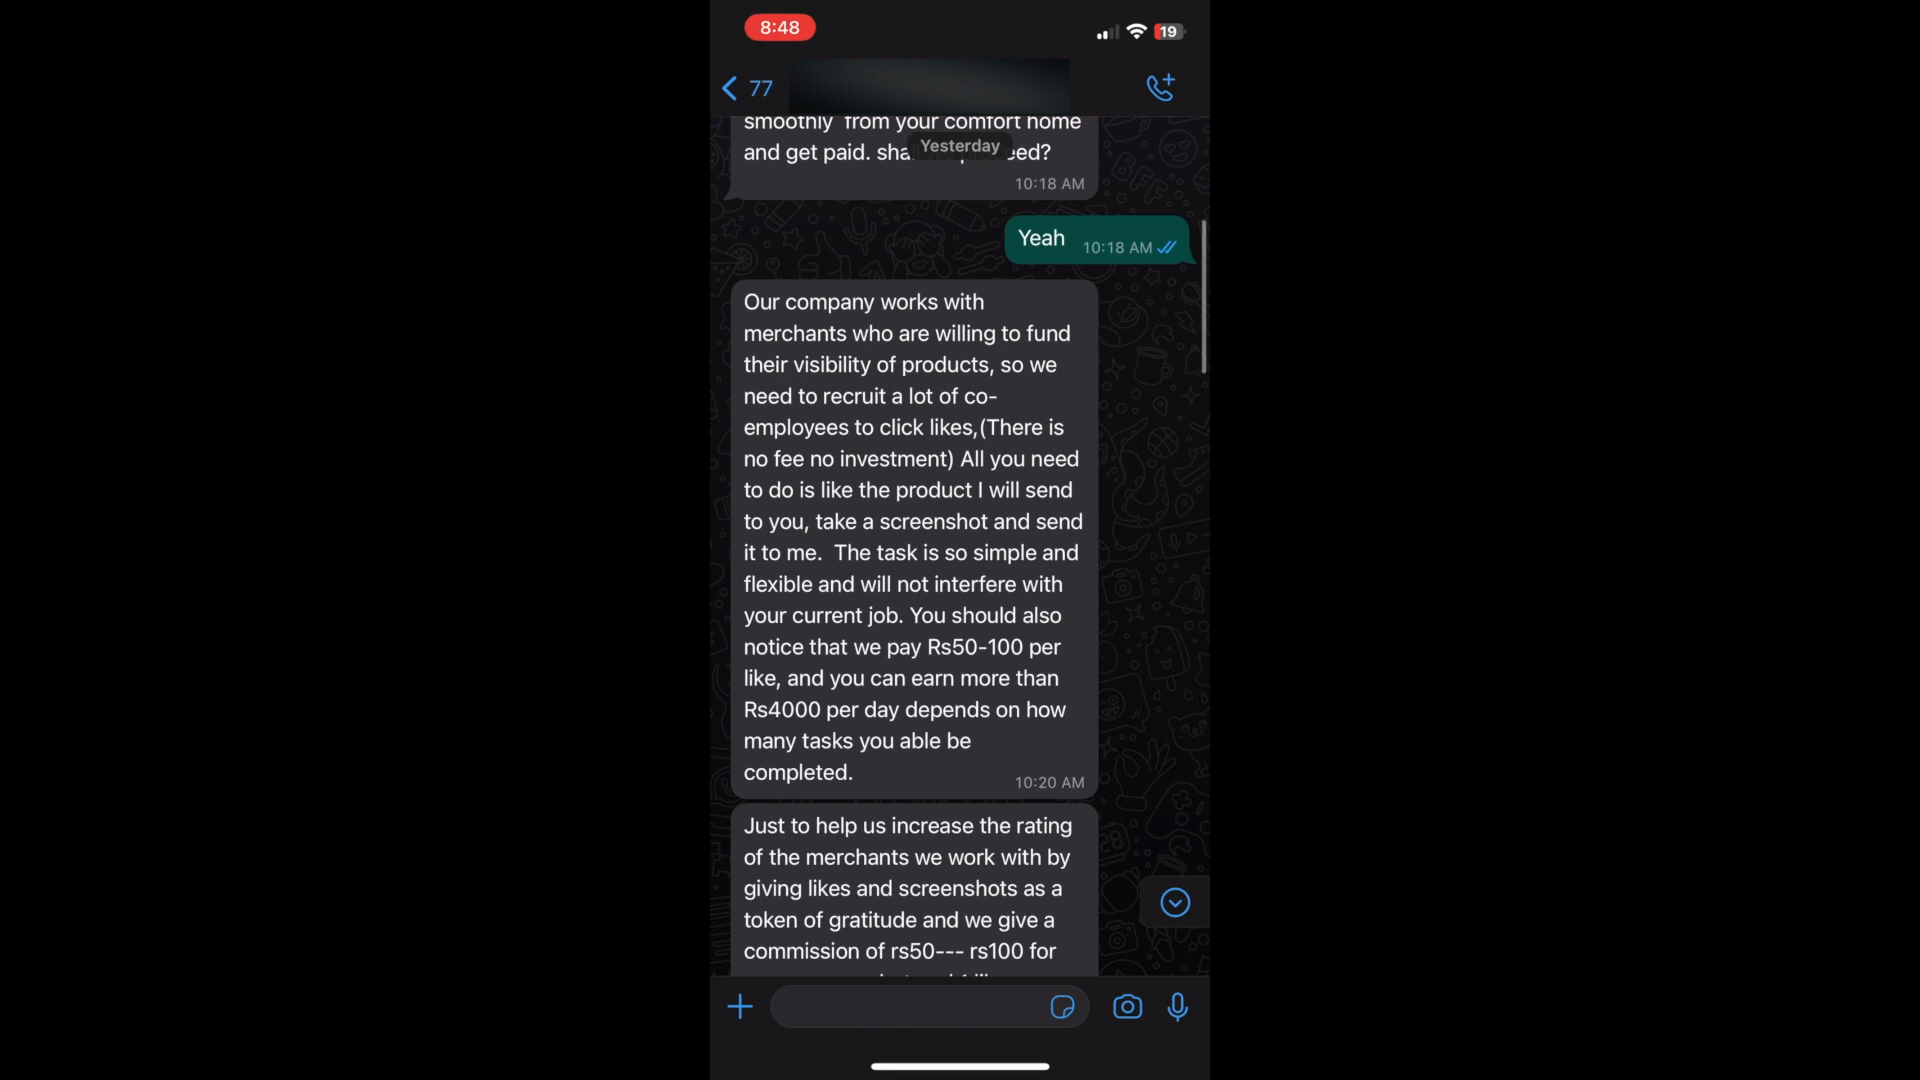 8:48
19
77
smoothly from your comfort home
Yesterday
and get paid.
10:18 AM
Yeah
10:18 AM
Our company works with
merchants who are willing to fund
their visibility of products, so we
need to recruit a lot of co-
employees to click likes,(There is
no fee no investment) All you need
to do is like the product I will send
to you, take a screenshot and send
it to me.  The task is so simple and
flexible and will not interfere with
your current job. You should also
notice that we pay Rs50-100 per
like, and you can earn more than
Rs4000 per day depends on how
many tasks you able be
completed.
10:20 AM
Just to help us increase the rating
of the merchants we work with by
giving likes and screenshots as a
token of gratitude and we give a
commission of rs50--- rs100 for